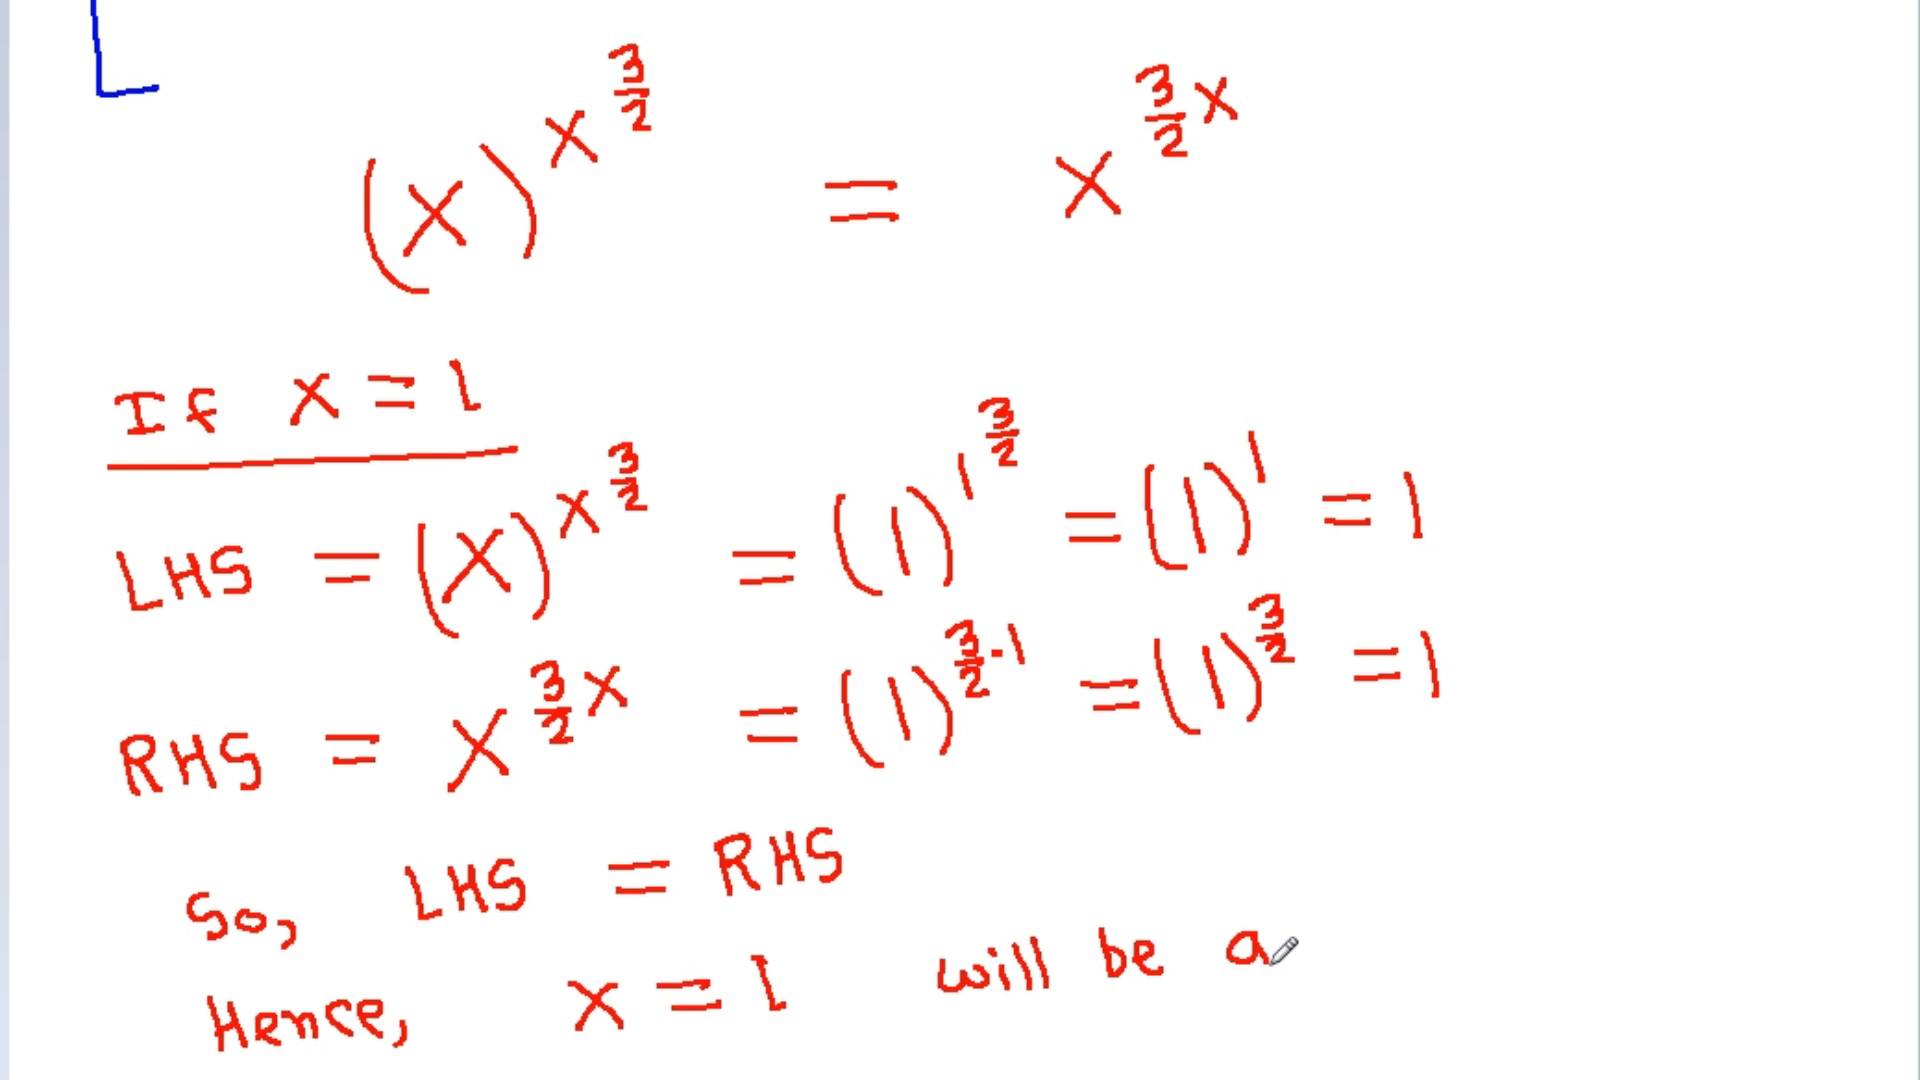 (x)^x^(3/2) = x^(3/2 x)
If x = 1
LHS = (x)^x^(3/2) = (1)^1^(3/2) = (1)^1 = 1
RHS = x^(3/2 x) = (1)^(3/2 · 1) = (1)^(3/2) = 1
So, LHS = RHS
Hence, x = 1 will be a